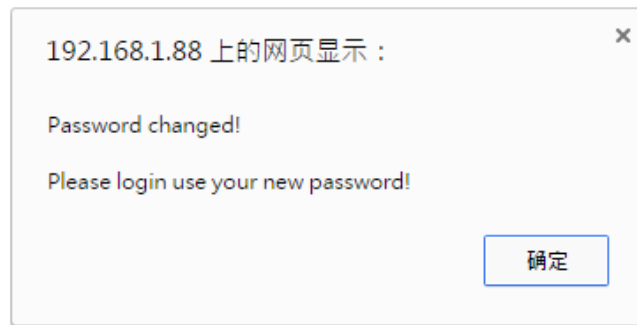 192.168.1.88 上的网页显示：
Password changed!
Please login use your new password!
确定